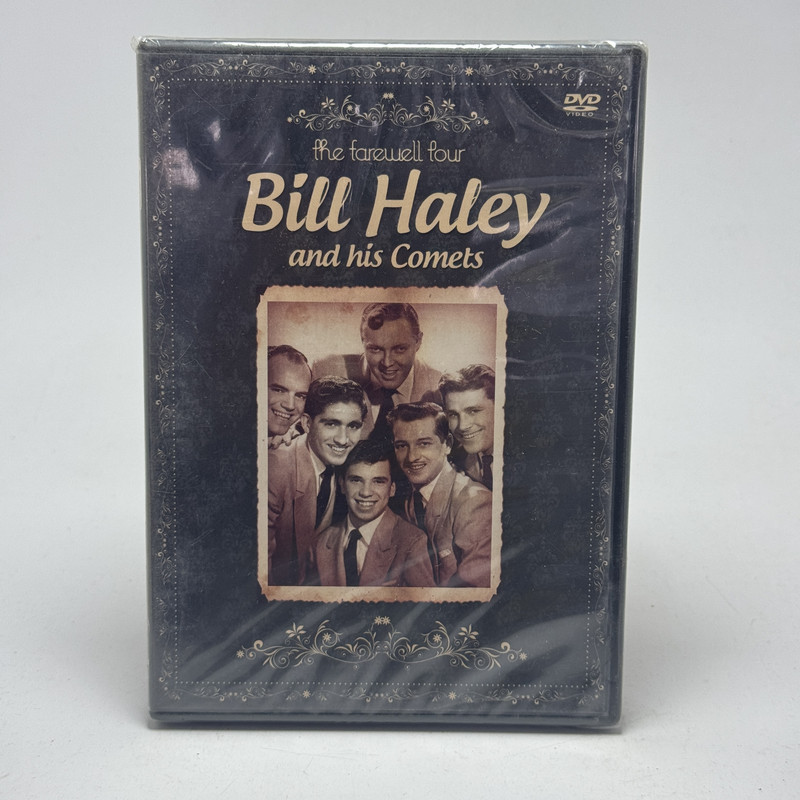 DVD
VIDEO
the farewell tour
Bill Haley
and his Comets